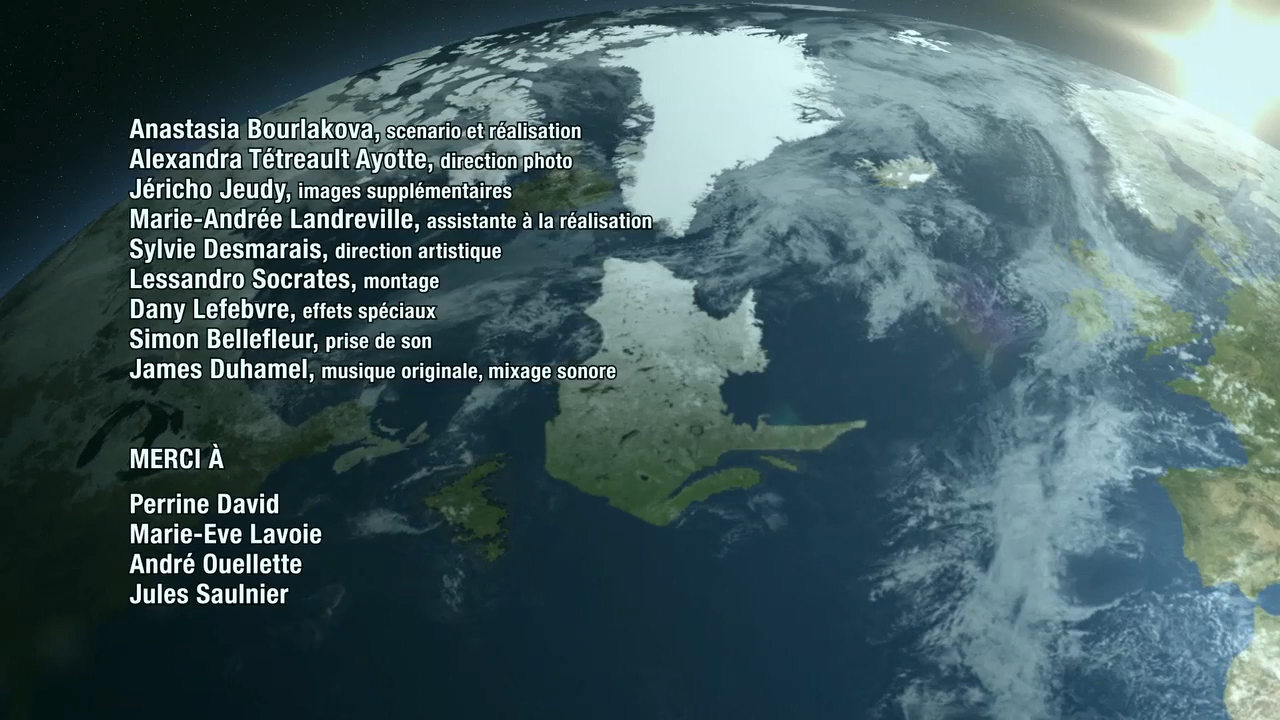 Anastasia Bourlakova, scenario et réalisation
Alexandra Tétreault Ayotte, direction photo
Jéricho Jeudy, images supplémentaires
Marie-Andrée Landreville, assistante à la réalisation
Sylvie Desmarais, direction artistique
Lessandro Socrates, montage
Dany Lefebvre, effets spéciaux
Simon Bellefleur, prise de son
James Duhamel, musique originale, mixage sonore
MERCI À
Perrine David
Marie-Eve Lavoie
André Ouellette
Jules Saulnier